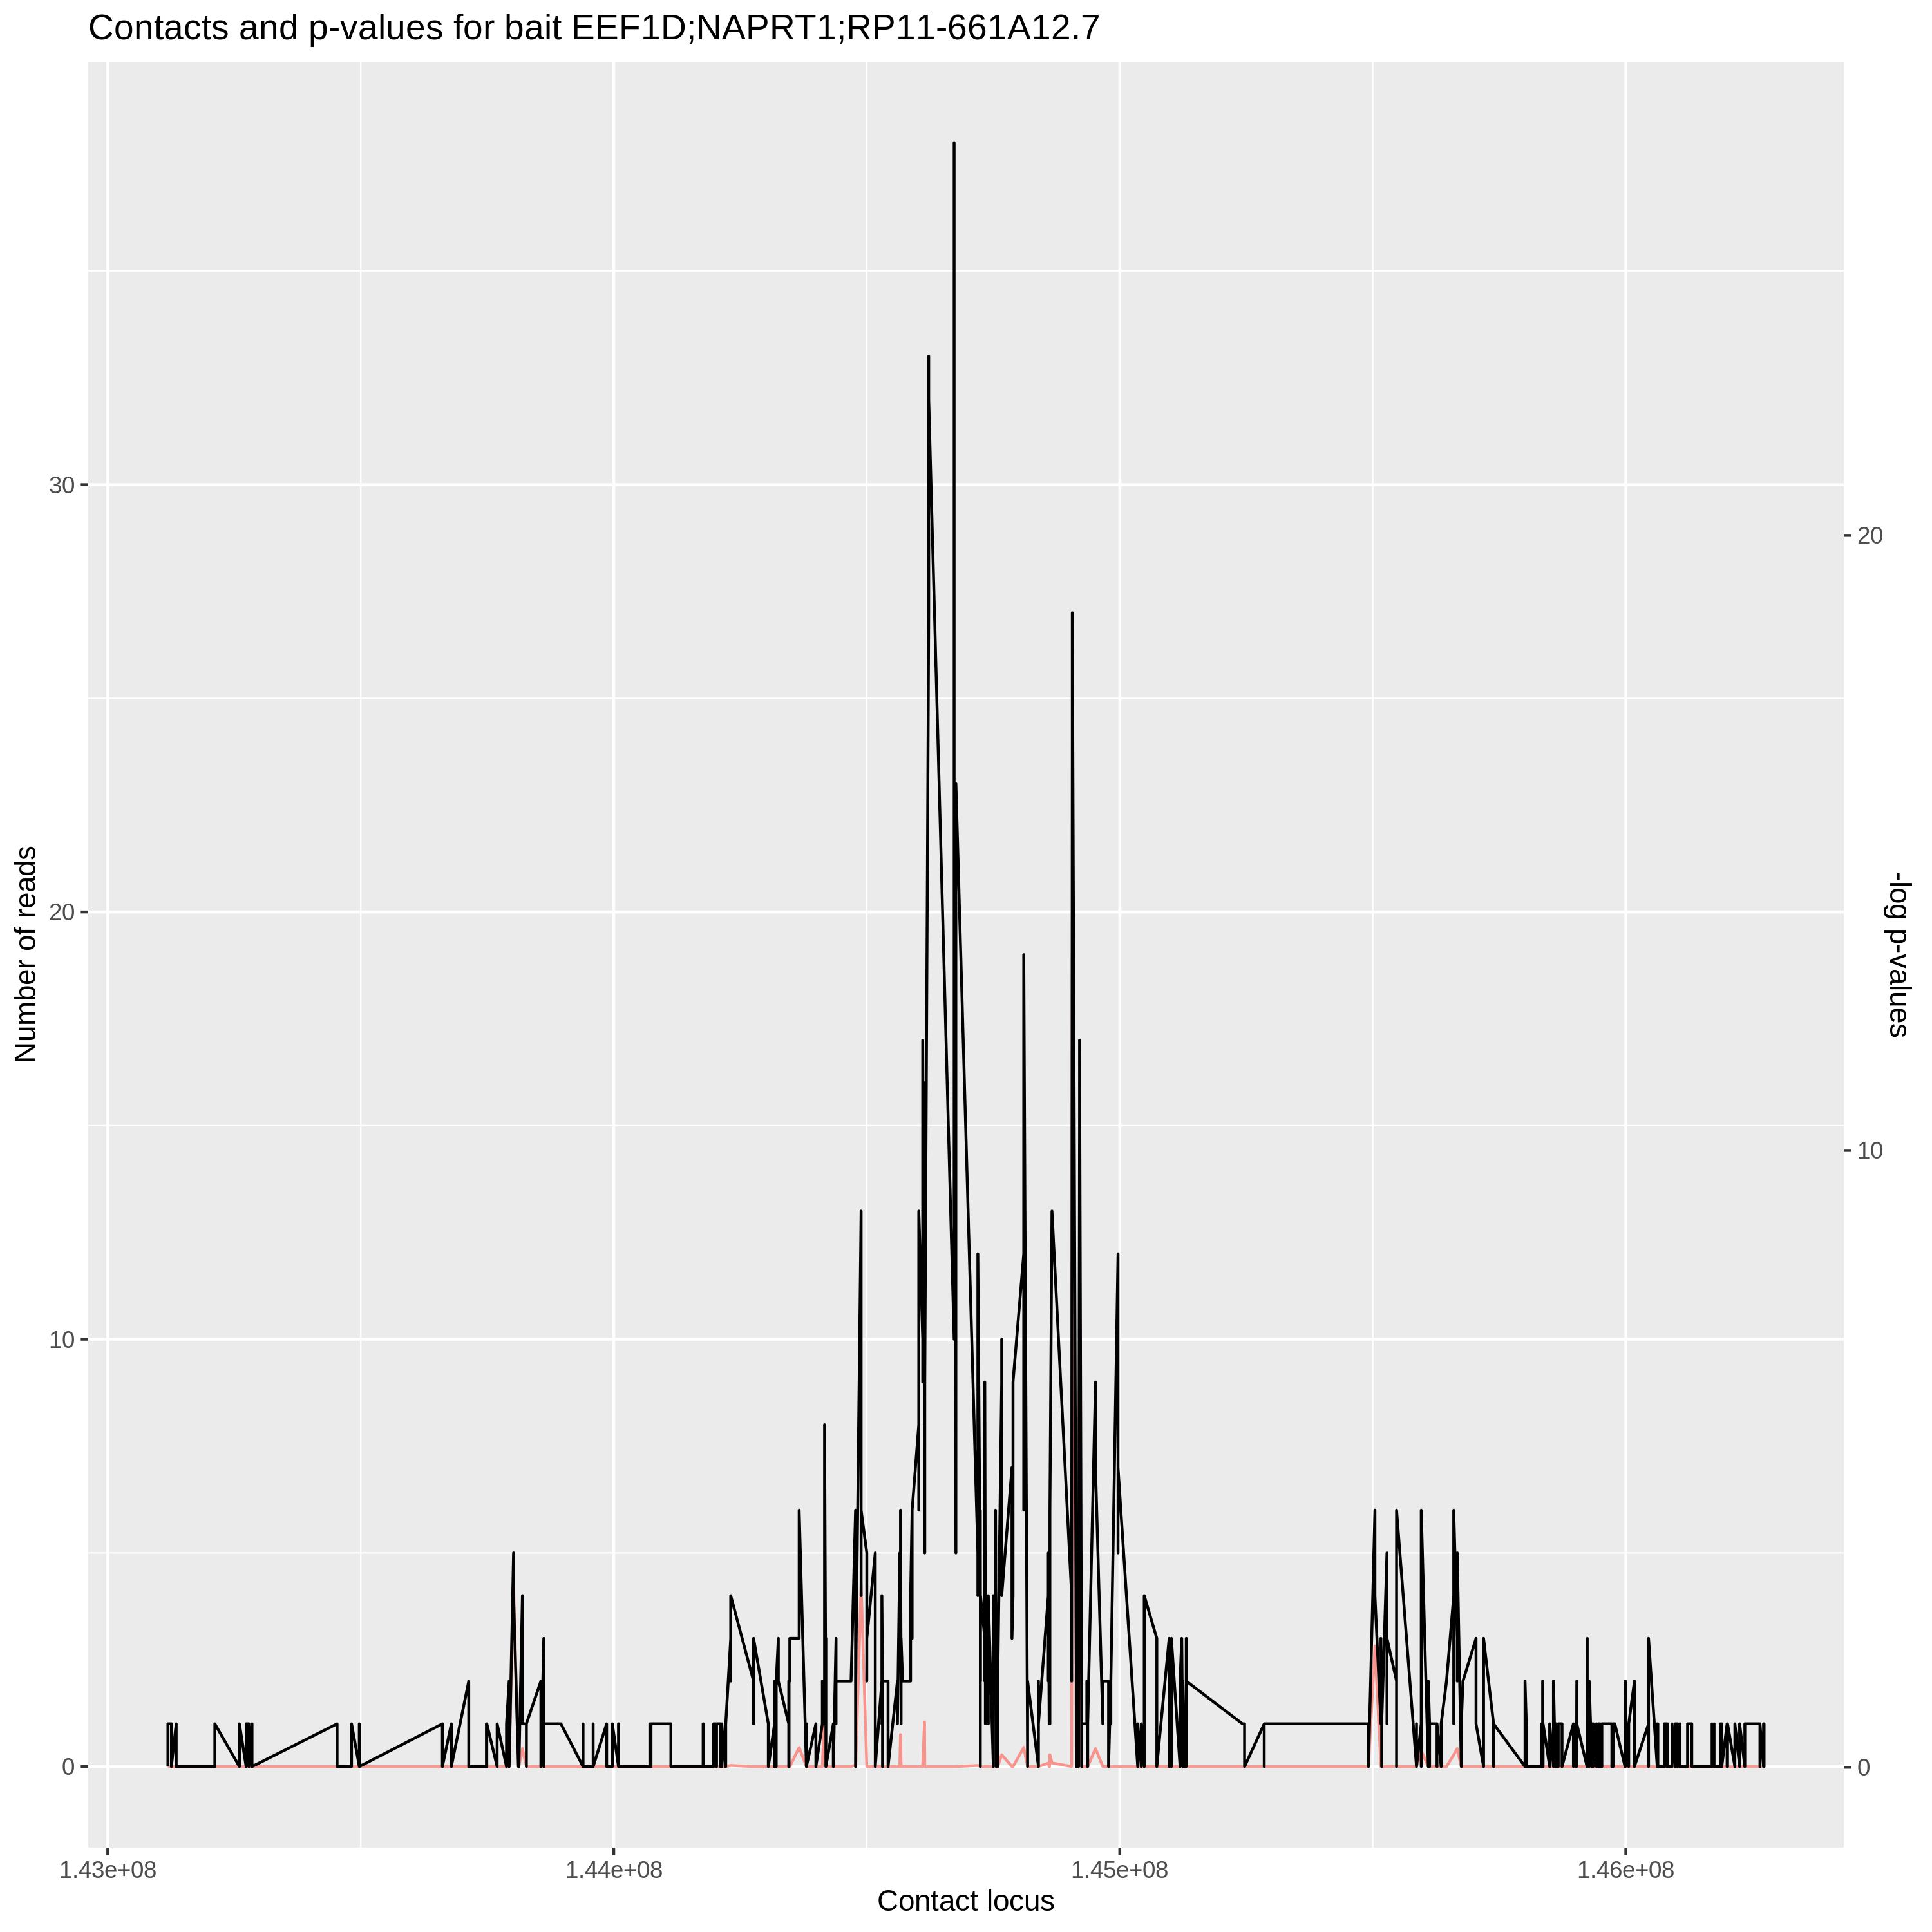 Contacts and p-values for bait EEF1D;NAPRT1;RP11-661A12.7
Number of reads
30
20
10
0
-log p-values
20
10
0
1.43e+08
1.44e+08
1.45e+08
1.46e+08
Contact locus